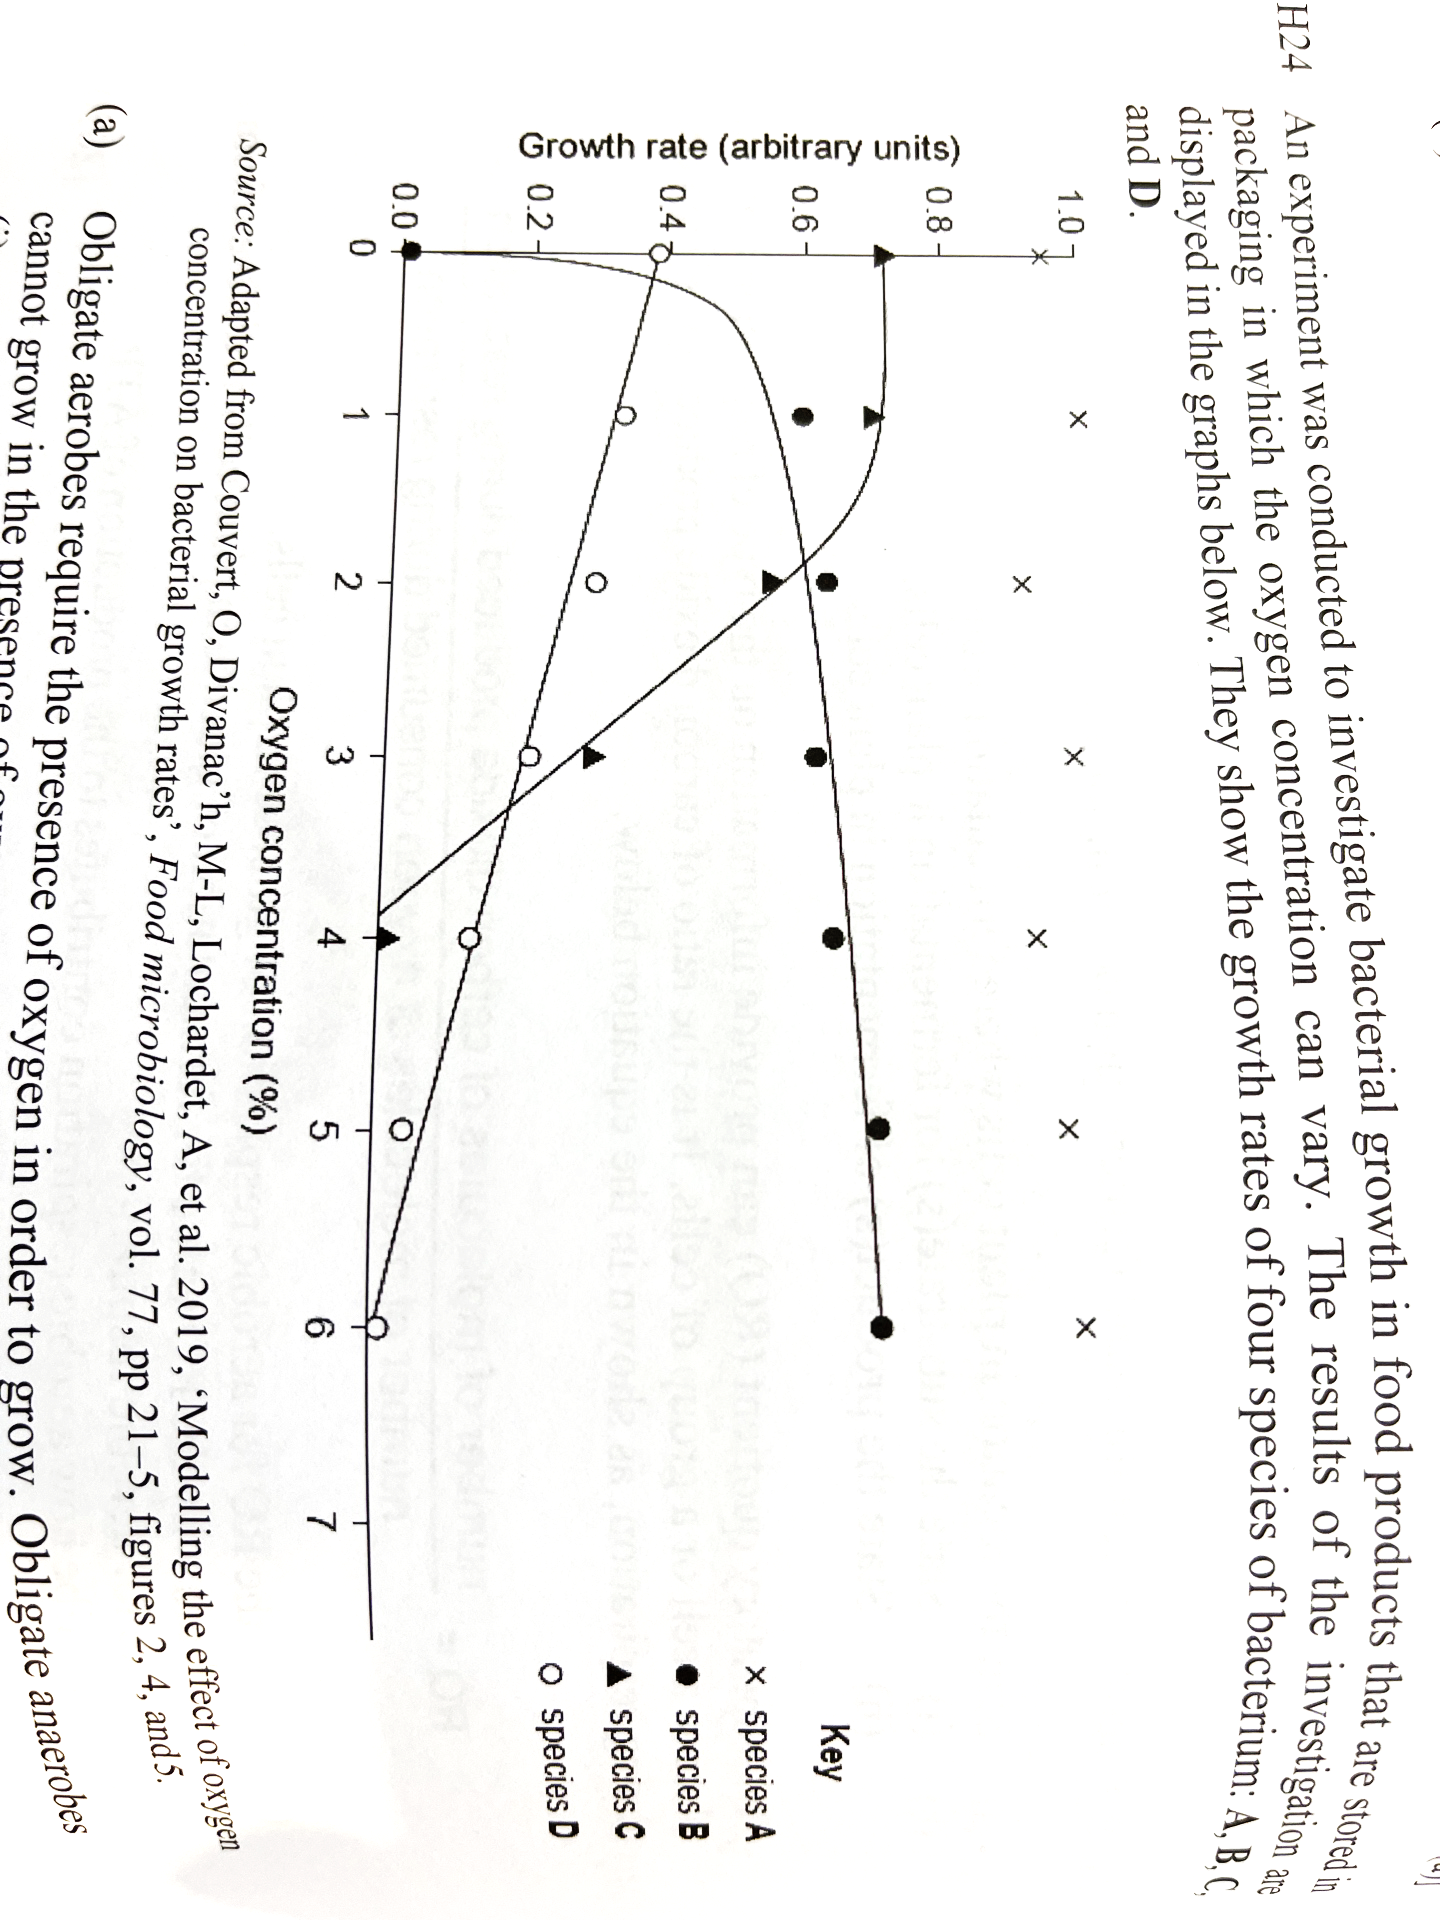 H24 An experiment was conducted to investigate bacterial growth in food products that are stored in
packaging in which the oxygen concentration can vary. The results of the investigation are
displayed in the graphs below. They show the growth rates of four species of bacterium: A, B, C,
and D.
Growth rate (arbitrary units)
1.0
0.8
0.6
0.4
0.2
0.0
0 1 2 3 4 5 6 7
Oxygen concentration (%)
Key
× species A
● species B
▲ species C
○ species D
Source: Adapted from Couvert, O, Divanac’h, M-L, Lochardet, A, et al. 2019, ‘Modelling the effect of oxygen
concentration on bacterial growth rates’, Food microbiology, vol. 77, pp 21–5, figures 2, 4, and 5.
(a) Obligate aerobes require the presence of oxygen in order to grow. Obligate anaerobes
cannot grow in the presence of